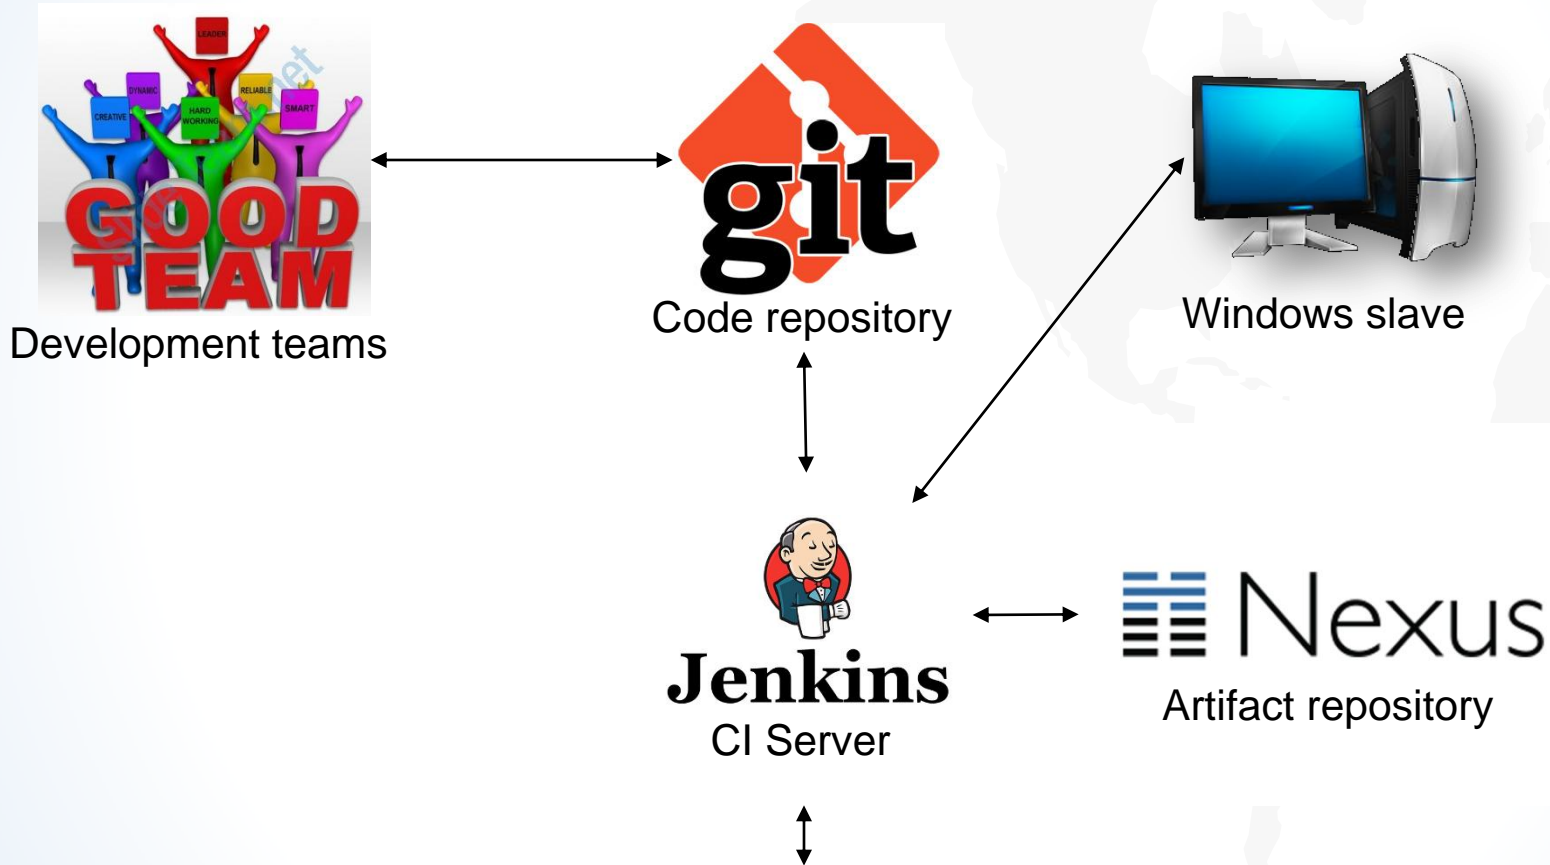 LEADER
DYNAMIC
RELIABLE
CREATIVE
HARD
WORKING
SMART
GOOD
TEAM
Development teams
git
Code repository
Windows slave
Jenkins
CI Server
Nexus
Artifact repository